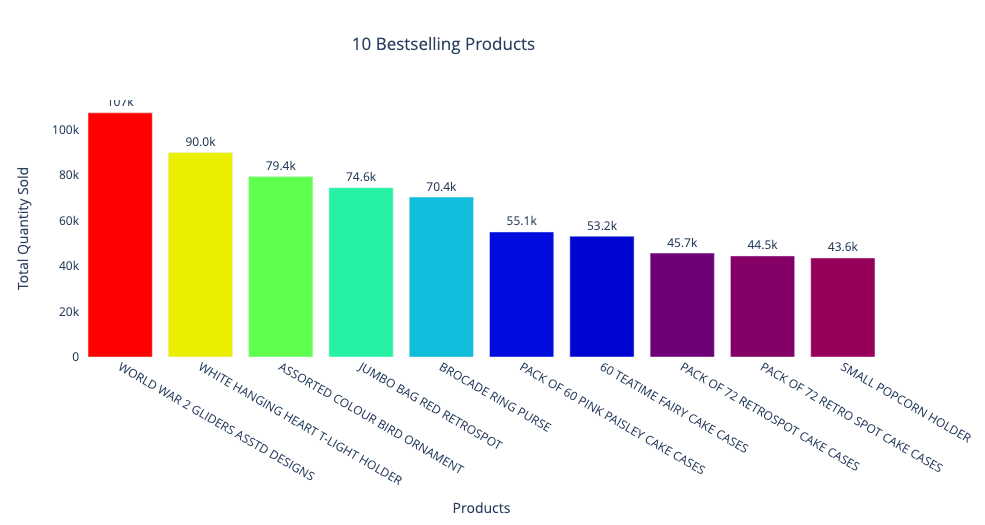 10 Bestselling Products
Total Quantity Sold
100k
80k
60k
40k
20k
0
107k
90.0k
79.4k
74.6k
70.4k
55.1k
53.2k
45.7k
44.5k
43.6k
WORLD WAR 2 GLIDERS ASSTD DESIGNS
WHITE HANGING HEART T-LIGHT HOLDER
ASSORTED COLOUR BIRD ORNAMENT
JUMBO BAG RED RETROSPOT
BROCADE RING PURSE
PACK OF 60 PINK PAISLEY CAKE CASES
60 TEATIME FAIRY CAKE CASES
PACK OF 72 RETROSPOT CAKE CASES
PACK OF 72 RETRO SPOT CAKE CASES
SMALL POPCORN HOLDER
Products